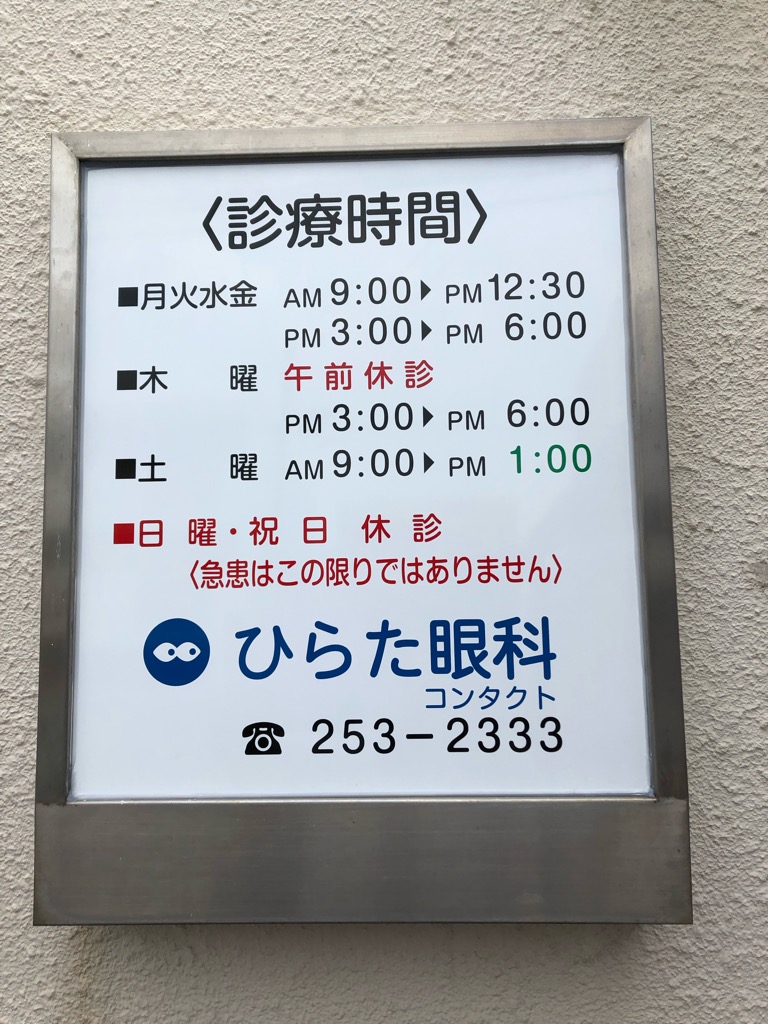 〈診療時間〉
■月火水金 AM 9:00▶PM 12:30
PM 3:00▶PM 6:00
■木 曜 午前休診
PM 3:00▶PM 6:00
■土 曜 AM 9:00▶PM 1:00
■日 曜・祝 日 休 診
〈急患はこの限りではありません〉
ひらた眼科
コンタクト
☎ 253-2333